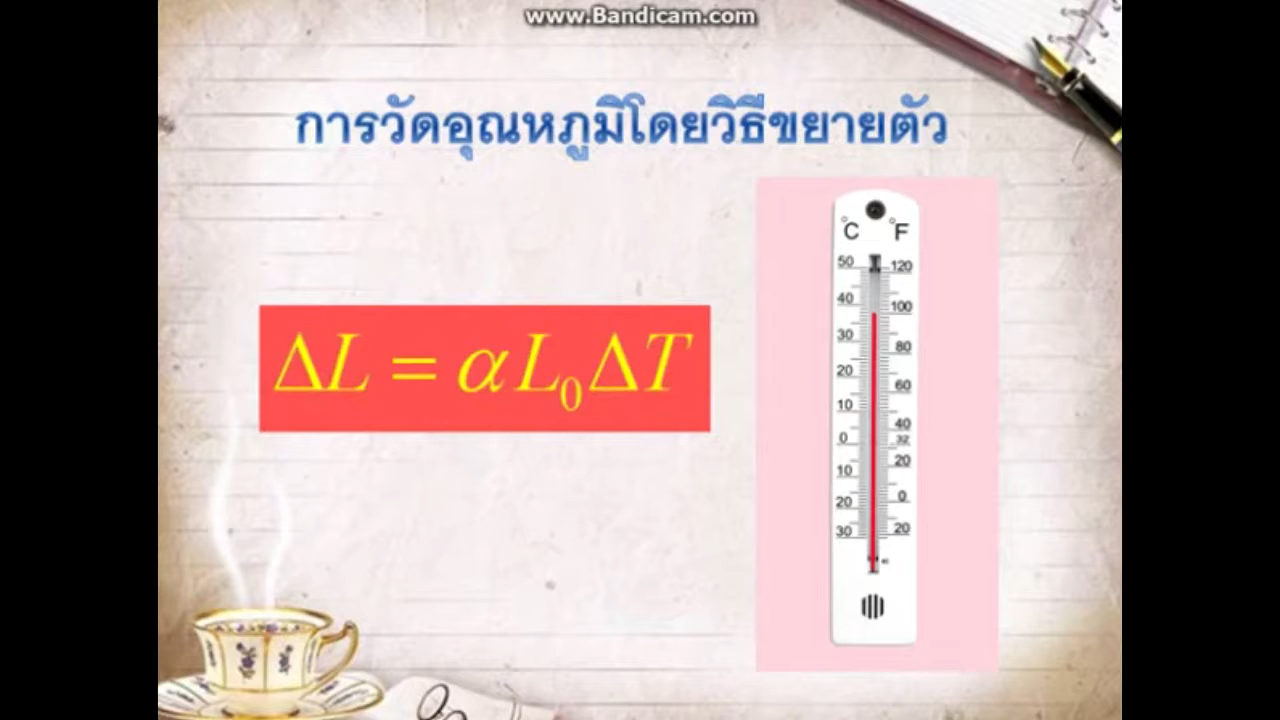 www.Bandicam.com
การวัดอุณหภูมิโดยวิธีขยายตัว
°C °F
50 120
40 100
30 80
20 60
10 40
0 32
10 20
20 0
30 20
ΔL = αL₀ΔT